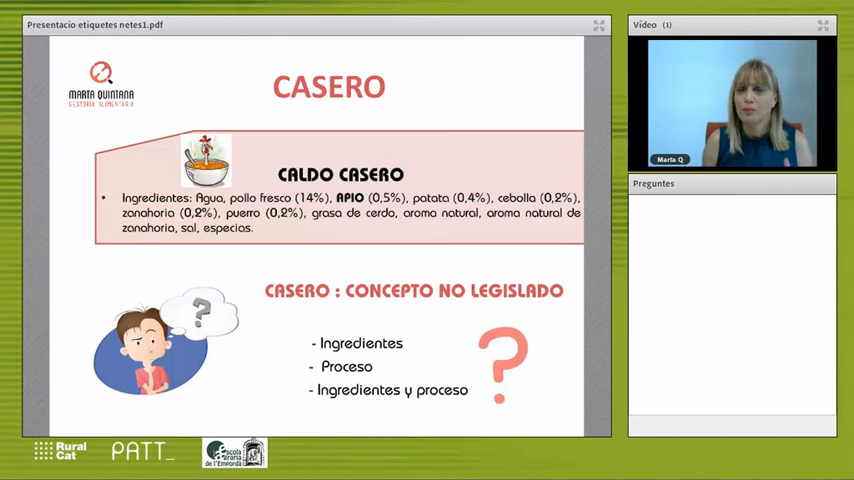 Presentacio etiquetes netes1.pdf
MARTA QUINTANA
GESTORIA ALIMENTÀRIA
CASERO
CALDO CASERO
• Ingredientes: Agua, pollo fresco (14%), APIO (0,5%), patata (0,4%), cebolla (0,2%),
zanahoria (0,2%), puerro (0,2%), grasa de cerdo, aroma natural, aroma natural de
zanahoria, sal, especias.
CASERO : CONCEPTO NO LEGISLADO
?
- Ingredientes
- Proceso
- Ingredientes y proceso
?
Vídeo (1)
Marta Q
Preguntes
Rural
Cat
PATT_
escola
agrària
de l'Empordà